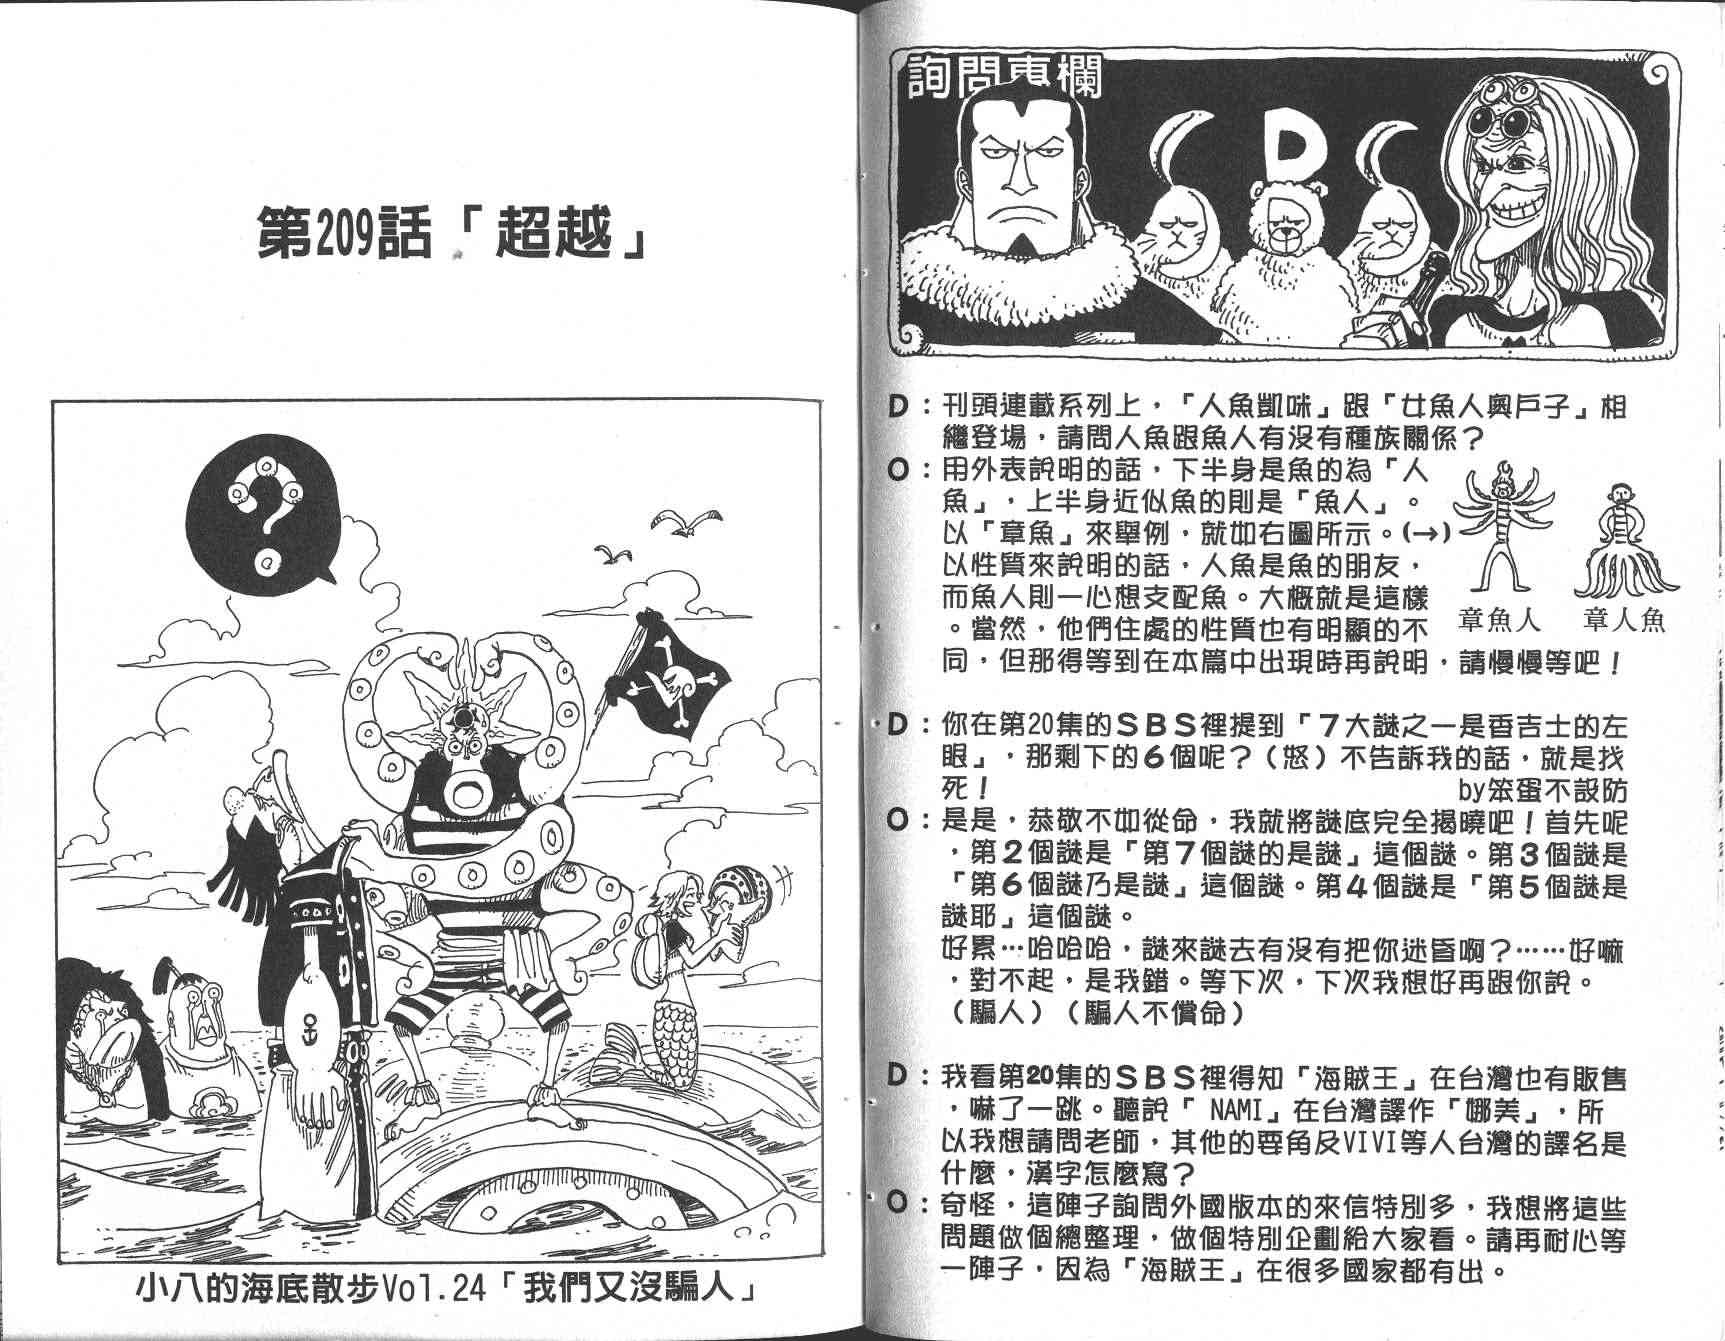 第209話「超越」
小八的海底散步Vol.24「我們又沒騙人」
詢問專欄
D
D：刊頭連載系列上，「人魚凱咪」跟「女魚人奧戶子」相
繼登場，請問人魚跟魚人有沒有種族關係？
O：用外表說明的話，下半身是魚的為「人
魚」，上半身近似魚的則是「魚人」。
以「章魚」來舉例，就如右圖所示。(→)
以性質來說明的話，人魚是魚的朋友，
而魚人則一心想支配魚。大概就是這樣
。當然，他們住處的性質也有明顯的不
同，但那得等到在本篇中出現時再說明，請慢慢等吧！
章魚人
章人魚
D：你在第20集的ＳＢＳ裡提到「７大謎之一是香吉士的左
眼」，那剩下的６個呢？（怒）不告訴我的話，就是找
死！ by笨蛋不設防
O：是是，恭敬不如從命，我就將謎底完全揭曉吧！首先呢
，第２個謎是「第７個謎的是謎」這個謎。第３個謎是
「第６個謎乃是謎」這個謎。第４個謎是「第５個謎是
謎耶」這個謎。
好累…哈哈哈，謎來謎去有沒有把你迷昏啊？……好嘛
，對不起，是我錯。等下次，下次我想好再跟你說。
（騙人）（騙人不償命）
D：我看第20集的ＳＢＳ裡得知「海賊王」在台灣也有販售
，嚇了一跳。聽說「 NAMI」在台灣譯作「娜美」，所
以我想請問老師，其他的要角及VIVI等人台灣的譯名是
什麼，漢字怎麼寫？
O：奇怪，這陣子詢問外國版本的來信特別多，我想將這些
問題做個總整理，做個特別企劃給大家看。請再耐心等
一陣子，因為「海賊王」在很多國家都有出。